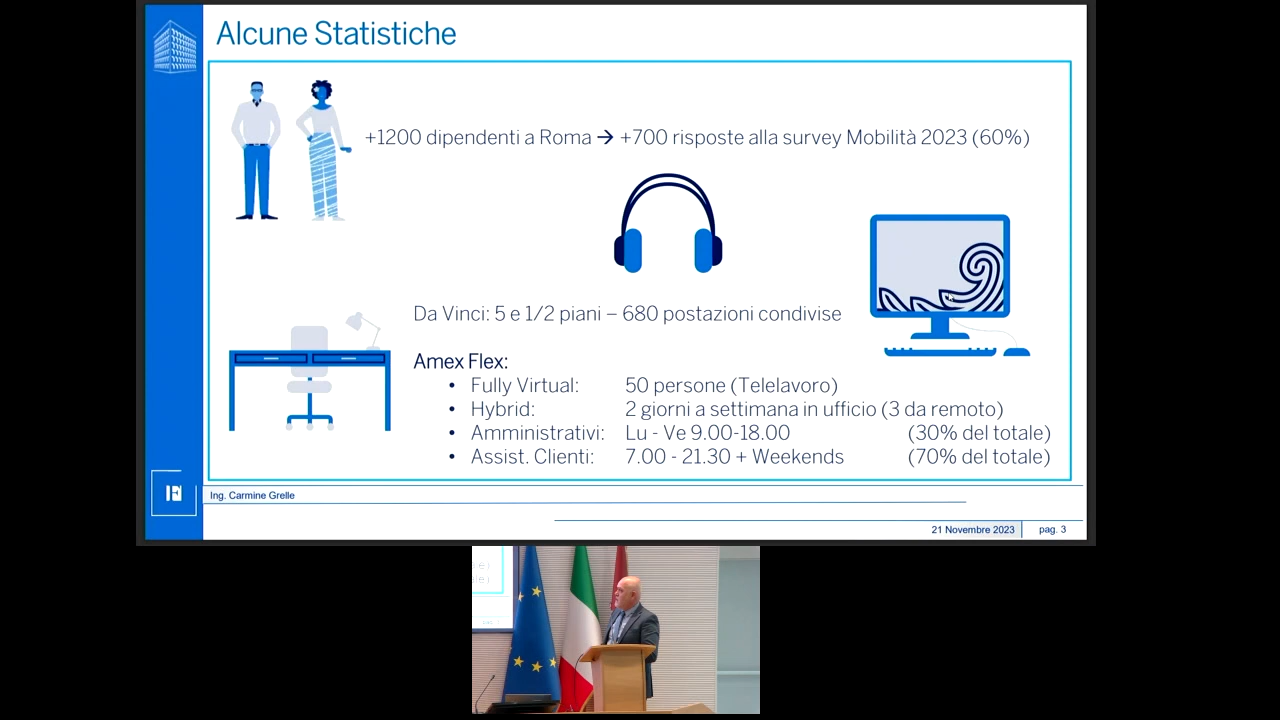 Alcune Statistiche
+1200 dipendenti a Roma → +700 risposte alla survey Mobilità 2023 (60%)
Da Vinci: 5 e 1/2 piani – 680 postazioni condivise
Amex Flex:
• Fully Virtual: 50 persone (Telelavoro)
• Hybrid: 2 giorni a settimana in ufficio (3 da remoto)
• Amministrativi: Lu - Ve 9.00-18.00 (30% del totale)
• Assist. Clienti: 7.00 - 21.30 + Weekends (70% del totale)
Ing. Carmine Grelle
21 Novembre 2023 pag. 3